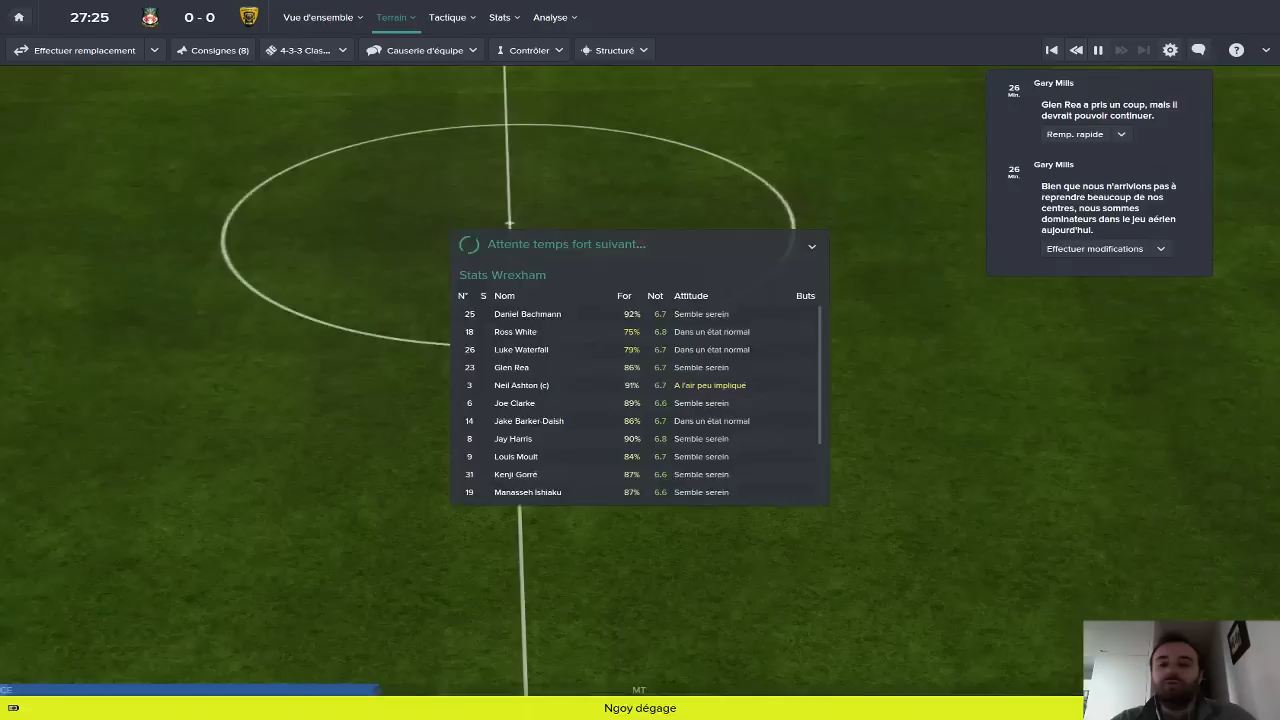 27:25 0 - 0 Vue d'ensemble Terrain Tactique Stats Analyse
Effectuer remplacement Consignes (8) 4-3-3 Clas... Causerie d'équipe Contrôler Structuré
26 Min. Gary Mills
Glen Rea a pris un coup, mais il
devrait pouvoir continuer.
Remp. rapide
26 Min. Gary Mills
Bien que nous n'arrivions pas à
reprendre beaucoup de nos
centres, nous sommes
dominateurs dans le jeu aérien
aujourd'hui.
Effectuer modifications
Attente temps fort suivant...
Stats Wrexham
N° S Nom For Not Attitude Buts
25 Daniel Bachmann 92% 6.7 Semble serein
18 Ross White 75% 6.8 Dans un état normal
26 Luke Waterfall 79% 6.7 Dans un état normal
23 Glen Rea 86% 6.7 Semble serein
3 Neil Ashton (c) 91% 6.7 A l'air peu impliqué
6 Joe Clarke 89% 6.6 Semble serein
14 Jake Barker-Daish 86% 6.7 Dans un état normal
8 Jay Harris 90% 6.8 Semble serein
9 Louis Moult 84% 6.7 Semble serein
31 Kenji Gorré 87% 6.6 Semble serein
19 Manasseh Ishiaku 87% 6.6 Semble serein
CE MT
Ngoy dégage